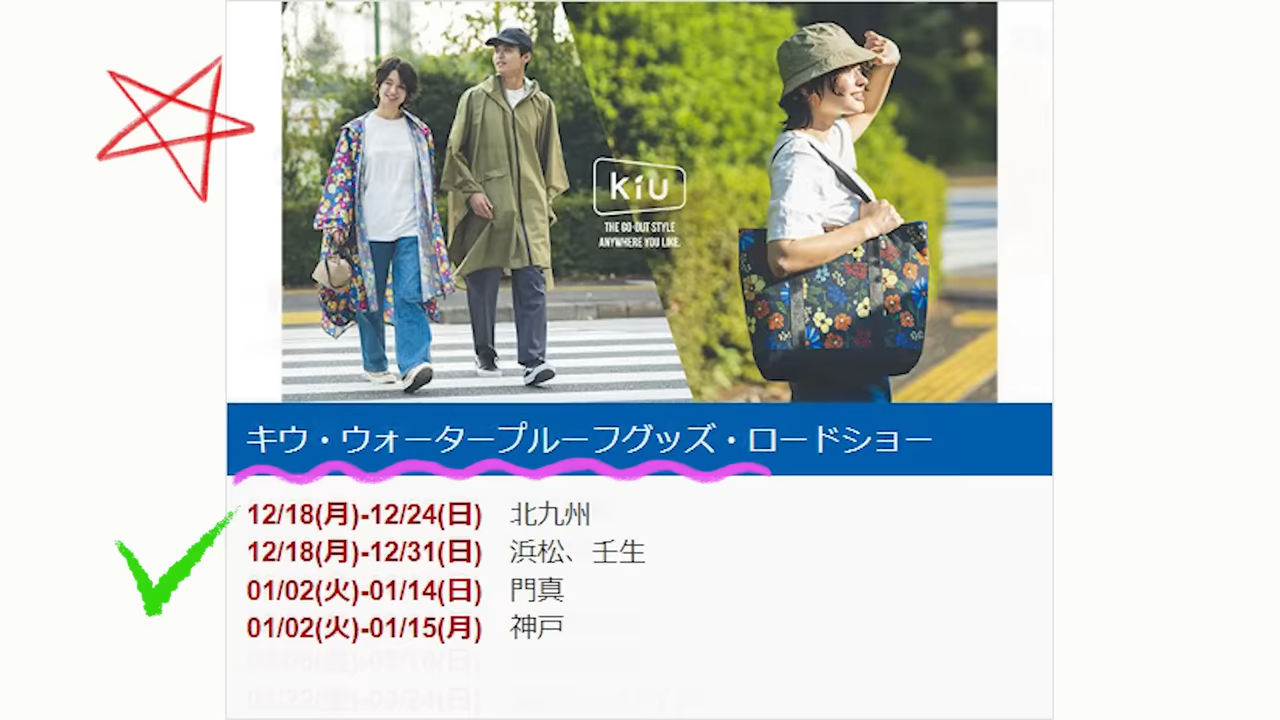 KiU
THE GO-OUT STYLE
ANYWHERE YOU LIKE.
キウ・ウォータープルーフグッズ・ロードショー
12/18(月)-12/24(日) 北九州
12/18(月)-12/31(日) 浜松、壬生
01/02(火)-01/14(日) 門真
01/02(火)-01/15(月) 神戸